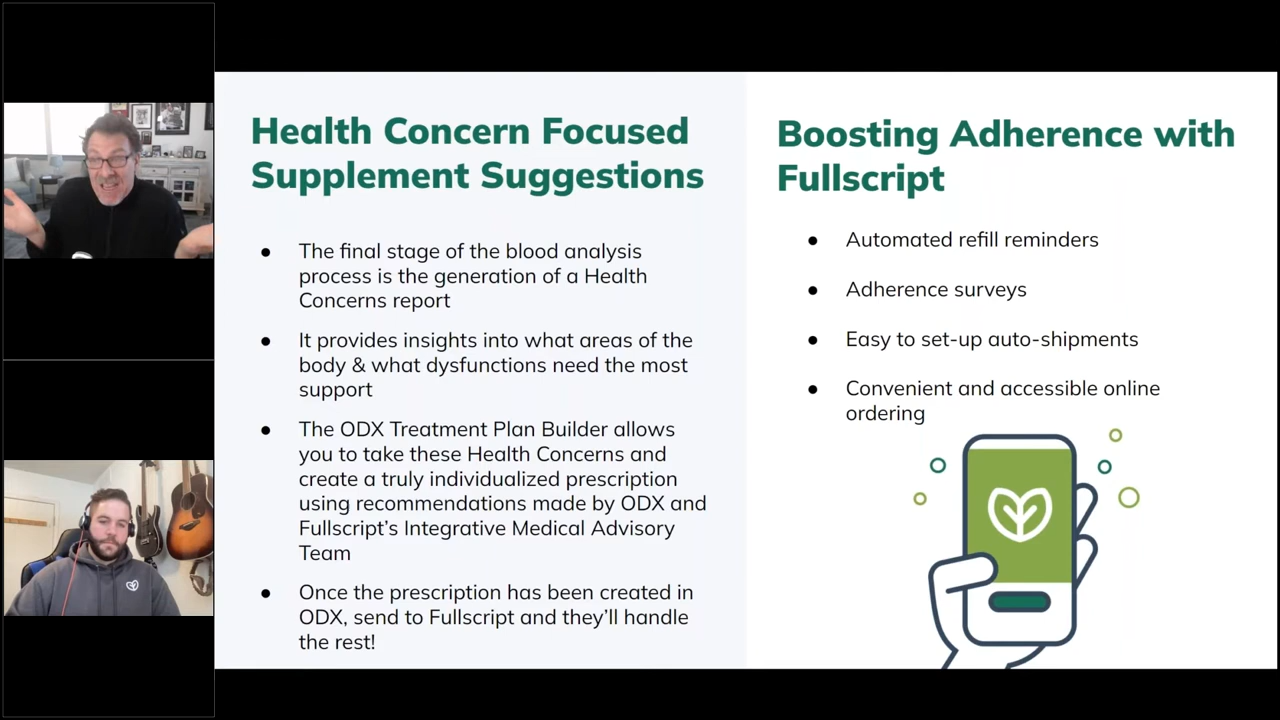 Health Concern Focused
Supplement Suggestions
● The final stage of the blood analysis
process is the generation of a Health
Concerns report
● It provides insights into what areas of the
body & what dysfunctions need the most
support
● The ODX Treatment Plan Builder allows
you to take these Health Concerns and
create a truly individualized prescription
using recommendations made by ODX and
Fullscript’s Integrative Medical Advisory
Team
● Once the prescription has been created in
ODX, send to Fullscript and they’ll handle
the rest!
Boosting Adherence with
Fullscript
● Automated refill reminders
● Adherence surveys
● Easy to set-up auto-shipments
● Convenient and accessible online
ordering